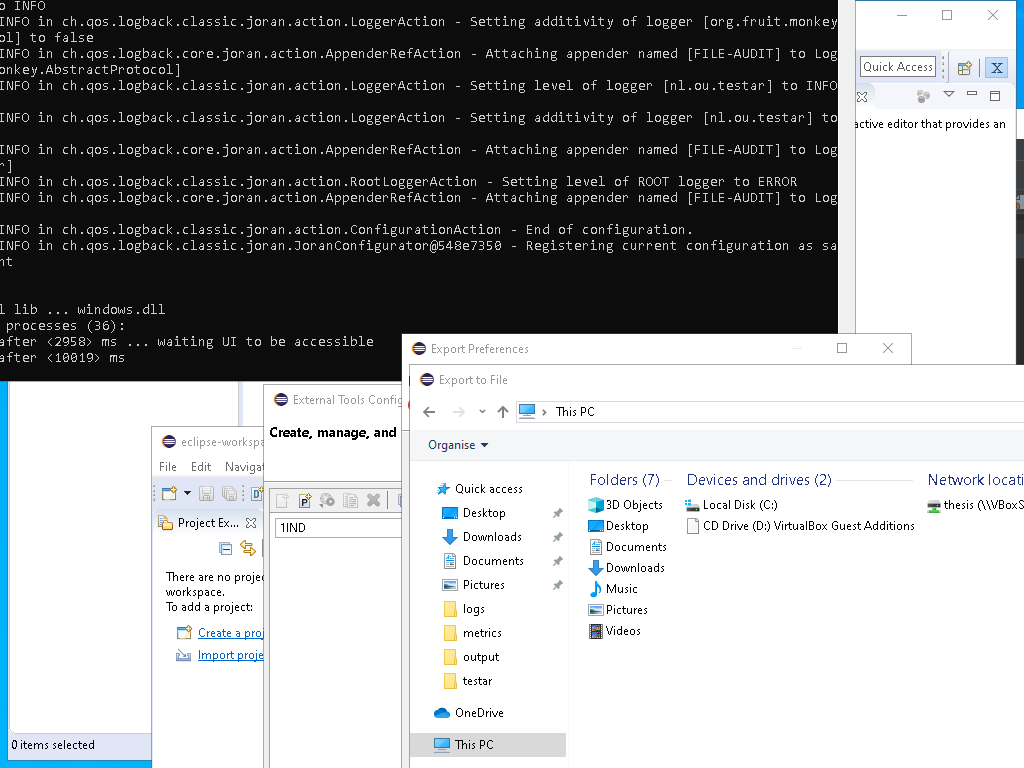 o INFO
INFO in ch.qos.logback.classic.joran.action.LoggerAction - Setting additivity of logger [org.fruit.monkey
ol] to false
INFO in ch.qos.logback.core.joran.action.AppenderRefAction - Attaching appender named [FILE-AUDIT] to Log
onkey.AbstractProtocol]
INFO in ch.qos.logback.classic.joran.action.LoggerAction - Setting level of logger [nl.ou.testar] to INFO
INFO in ch.qos.logback.classic.joran.action.LoggerAction - Setting additivity of logger [nl.ou.testar] to
INFO in ch.qos.logback.core.joran.action.AppenderRefAction - Attaching appender named [FILE-AUDIT] to Log
r]
INFO in ch.qos.logback.classic.joran.action.RootLoggerAction - Setting level of ROOT logger to ERROR
INFO in ch.qos.logback.core.joran.action.AppenderRefAction - Attaching appender named [FILE-AUDIT] to Log
INFO in ch.qos.logback.classic.joran.action.ConfigurationAction - End of configuration.
INFO in ch.qos.logback.classic.joran.JoranConfigurator@548e7350 - Registering current configuration as sa
nt
l lib ... windows.dll
processes (36):
after <2958> ms ... waiting UI to be accessible
after <10019> ms
Quick Access
active editor that provides an
Export Preferences
Export to File
This PC
Organise
Quick access
Desktop
Downloads
Documents
Pictures
logs
metrics
output
testar
OneDrive
This PC
Folders (7)
3D Objects
Desktop
Documents
Downloads
Music
Pictures
Videos
Devices and drives (2)
Local Disk (C:)
CD Drive (D:) VirtualBox Guest Additions
Network locati
thesis (\\VBoxS
External Tools Config
Create, manage, and
1IND
eclipse-workspa
File Edit Navigat
Project Ex...
There are no projec
workspace.
To add a project:
Create a proj
Import proje
0 items selected